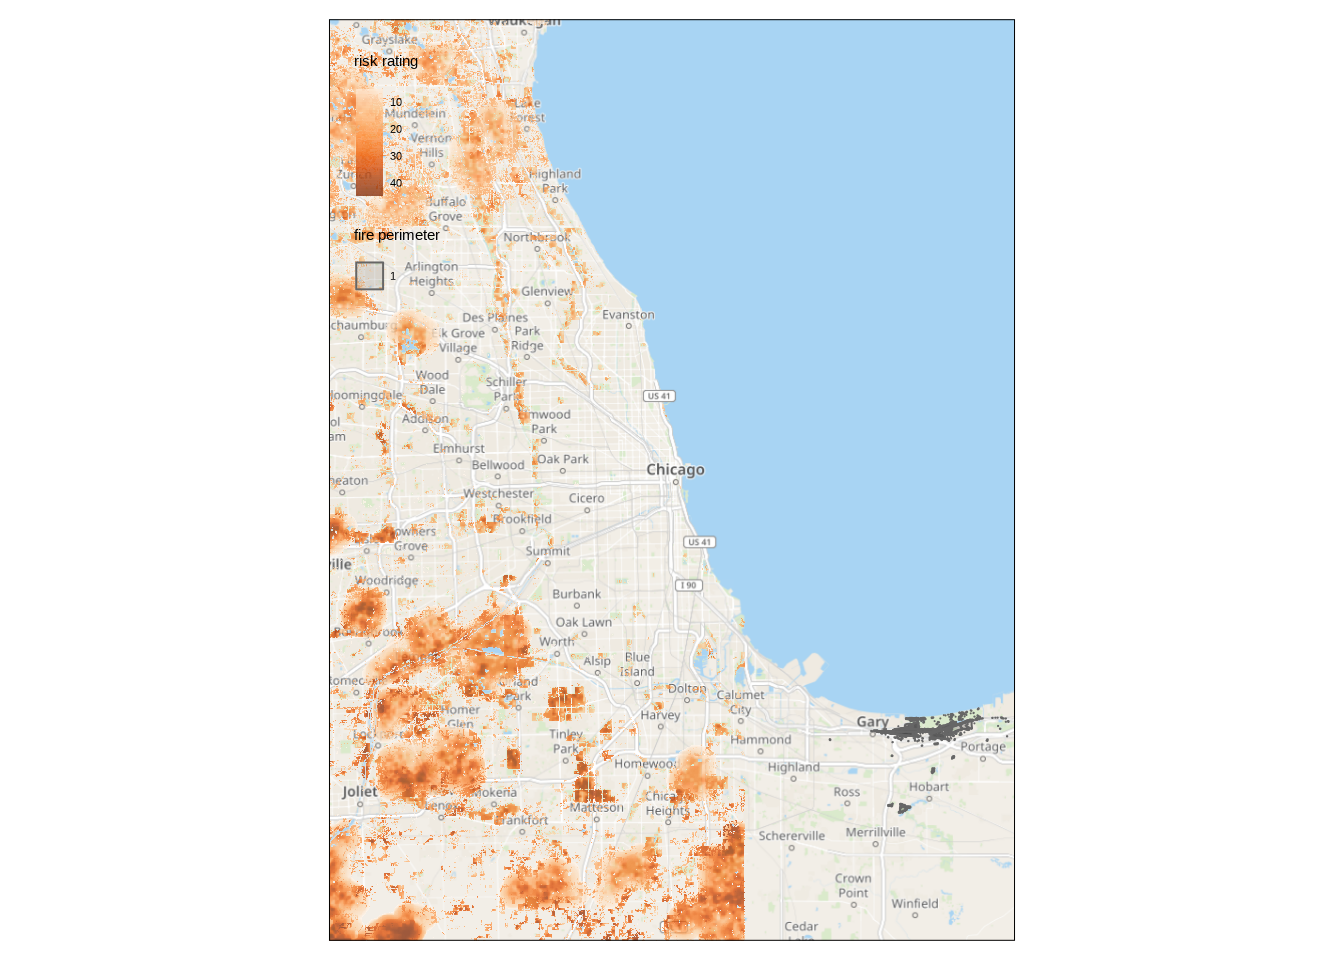 Waukegan
Grayslake
risk rating
10
20
30
40
Mundelein
Lake
Forest
Vernon
Hills
Zurich
Highland
Park
Buffalo
Grove
fire perimeter
Northbrook
1
Arlington
Heights
Glenview
Des Plaines
Evanston
Schaumburg
Elk Grove
Village
Park
Ridge
Wood
Dale
Schiller
Park
US 41
Bloomingdale
Addison
Elmwood
Park
Elmhurst
Bellwood
Oak Park
Chicago
Wheaton
Westchester
Cicero
Brookfield
Downers
Grove
US 41
Summit
ville
Woodridge
I 90
Burbank
Oak Lawn
Worth
Alsip
Blue
Island
Romeo
land
Park
Dolton
Calumet
City
Homer
Glen
Harvey
Gary
Tinley
Park
Hammond
Portage
Homewood
Highland
Joliet
Mokena
Chicago
Heights
Ross
Hobart
Matteson
Frankfort
Schererville
Merrillville
Crown
Point
Winfield
Cedar